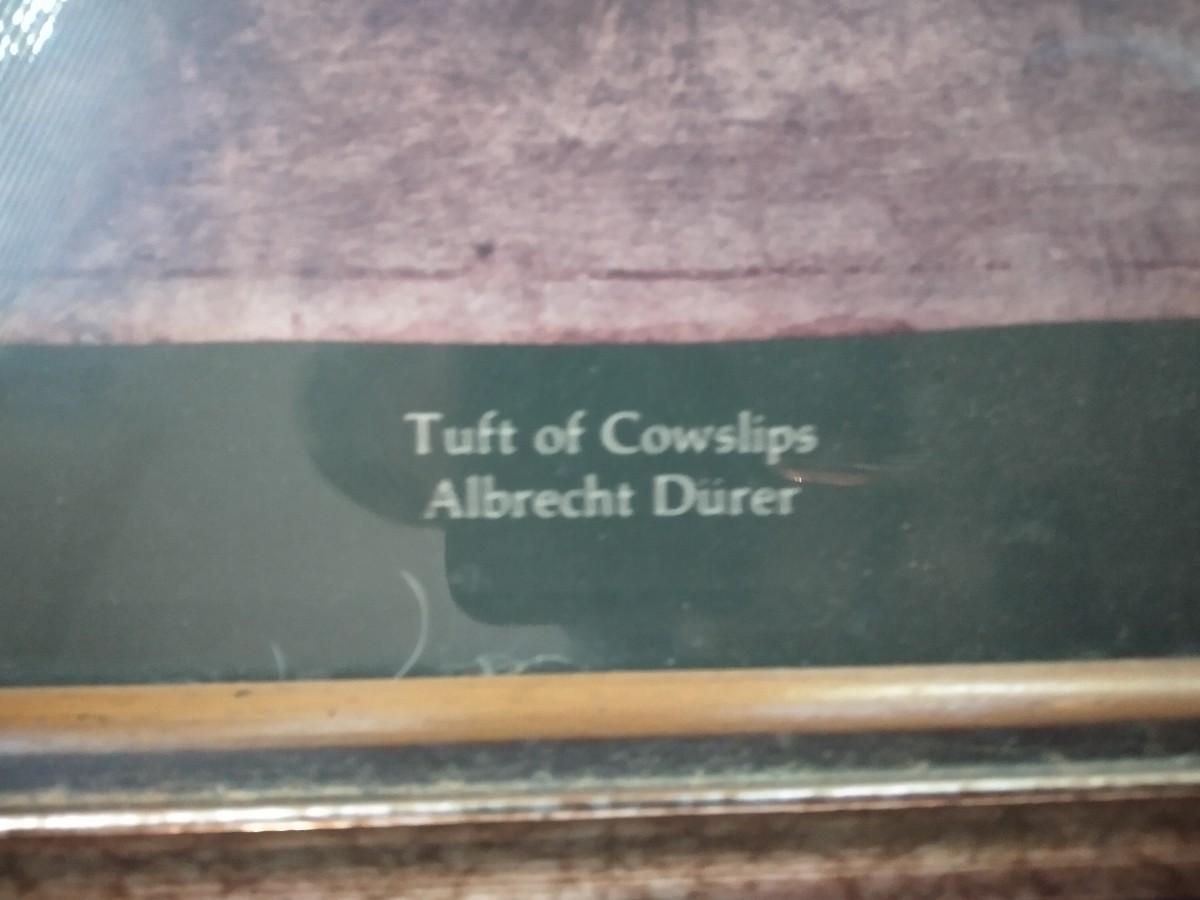 Tuft of Cowslips
Albrecht Dürer